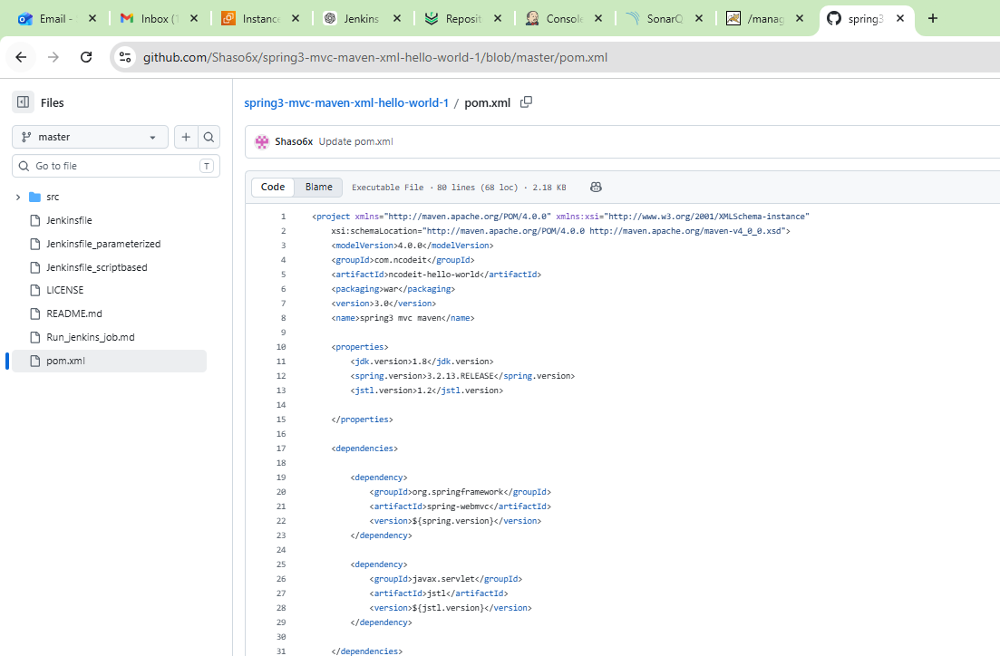 Email -
Inbox (1
Instance
Jenkins
Reposit
Console
SonarQ
/manag
spring3
github.com/Shaso6x/spring3-mvc-maven-xml-hello-world-1/blob/master/pom.xml
Files
master
Go to file
T
src
Jenkinsfile
Jenkinsfile_parameterized
Jenkinsfile_scriptbased
LICENSE
README.md
Run_jenkins_job.md
pom.xml
spring3-mvc-maven-xml-hello-world-1 / pom.xml
Shaso6x Update pom.xml
Code Blame Executable File · 80 lines (68 loc) · 2.18 KB
1 <project xmlns="http://maven.apache.org/POM/4.0.0" xmlns:xsi="http://www.w3.org/2001/XMLSchema-instance"
2 xsi:schemaLocation="http://maven.apache.org/POM/4.0.0 http://maven.apache.org/maven-v4_0_0.xsd">
3 <modelVersion>4.0.0</modelVersion>
4 <groupId>com.ncodeit</groupId>
5 <artifactId>ncodeit-hello-world</artifactId>
6 <packaging>war</packaging>
7 <version>3.0</version>
8 <name>spring3 mvc maven</name>
9
10 <properties>
11 <jdk.version>1.8</jdk.version>
12 <spring.version>3.2.13.RELEASE</spring.version>
13 <jstl.version>1.2</jstl.version>
14
15 </properties>
16
17 <dependencies>
18
19 <dependency>
20 <groupId>org.springframework</groupId>
21 <artifactId>spring-webmvc</artifactId>
22 <version>${spring.version}</version>
23 </dependency>
24
25 <dependency>
26 <groupId>javax.servlet</groupId>
27 <artifactId>jstl</artifactId>
28 <version>${jstl.version}</version>
29 </dependency>
30
31 </dependencies>